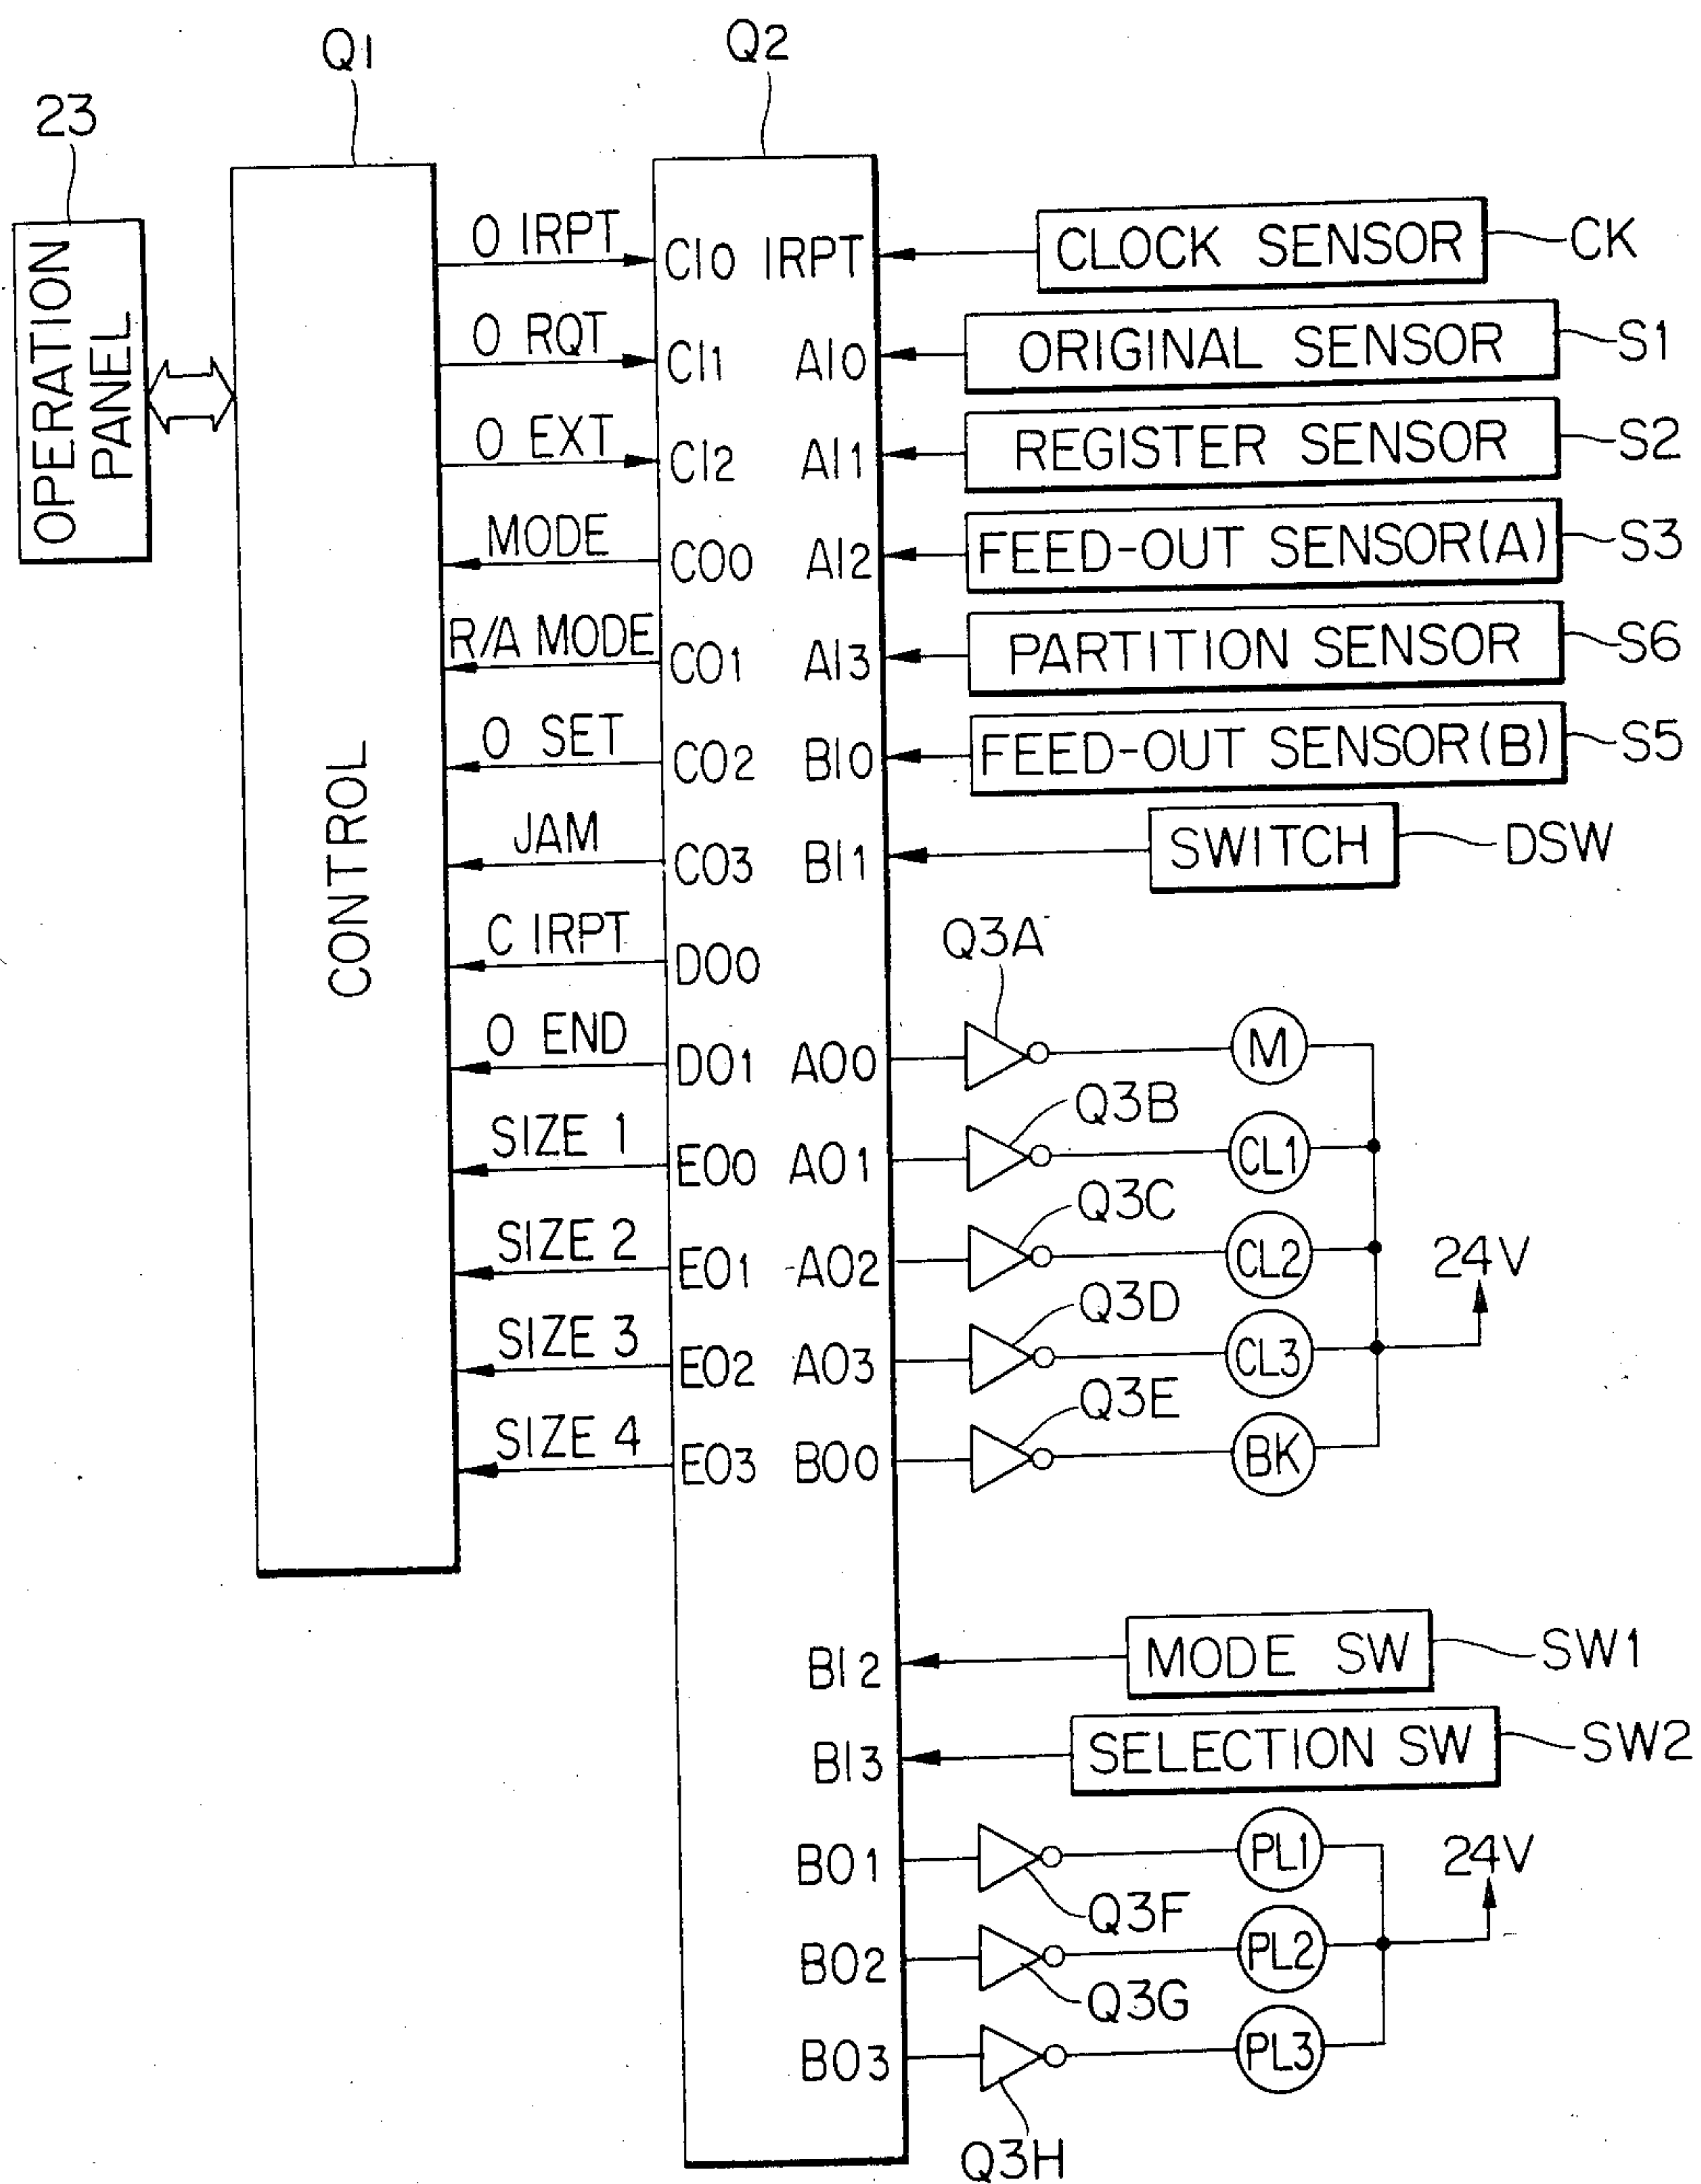 Q1
Q2
23
OPERATION
PANEL
CONTROL
O IRPT
O RQT
O EXT
MODE
R/A MODE
O SET
JAM
C IRPT
O END
SIZE 1
SIZE 2
SIZE 3
SIZE 4
CI0 IRPT
CI1 AI0
CI2 AI1
CO0 AI2
CO1 AI3
CO2 BI0
CO3 BI1
DO0
DO1 AO0
EO0 AO1
EO1 AO2
EO2 AO3
EO3 BO0
BI2
BI3
BO1
BO2
BO3
CLOCK SENSOR CK
ORIGINAL SENSOR S1
REGISTER SENSOR S2
FEED-OUT SENSOR(A) S3
PARTITION SENSOR S6
FEED-OUT SENSOR(B) S5
SWITCH DSW
Q3A
M
Q3B
CL1
Q3C
CL2
24V
Q3D
CL3
Q3E
BK
MODE SW SW1
SELECTION SW SW2
PL1
24V
Q3F
PL2
Q3G
PL3
Q3H